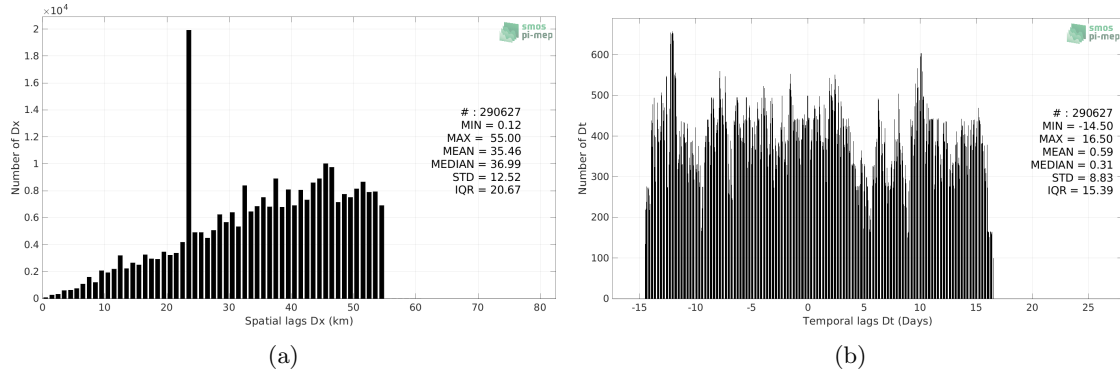 ×10⁴
2
1.8
1.6
1.4
1.2
1
0.8
0.6
0.4
0.2
0
Number of Dx
smos
pi-mep
# : 290627
MIN = 0.12
MAX = 55.00
MEAN = 35.46
MEDIAN = 36.99
STD = 12.52
IQR = 20.67
0 10 20 30 40 50 60 70 80
Spatial lags Dx (km)
(a)
600
500
400
300
200
100
0
Number of Dt
smos
pi-mep
# : 290627
MIN = -14.50
MAX = 16.50
MEAN = 0.59
MEDIAN = 0.31
STD = 8.83
IQR = 15.39
-15 -10 -5 0 5 10 15 20 25
Temporal lags Dt (Days)
(b)